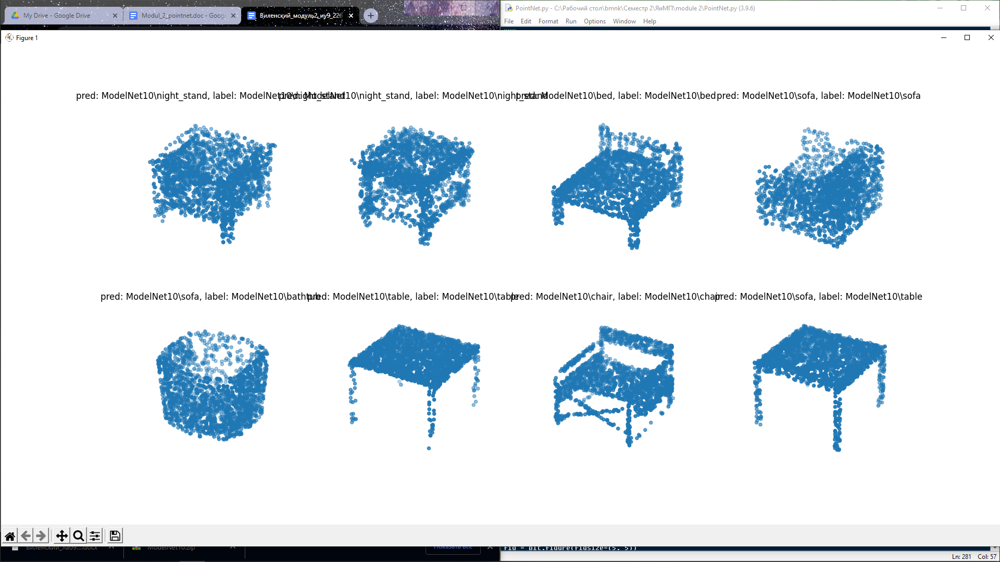 My Drive - Google Drive
Modul_2_pointnet.doc - Goog
Виленский_модуль2_иу9_22б
PointNet.py - C:\Рабочий стол\bmnk\Семестр 2\ЯиМП\module 2\PointNet.py (3.9.6)
File Edit Format Run Options Window Help
Figure 1
pred: ModelNet10\night_stand, label: ModelNet10\night_stand
pred: ModelNet10\night_stand, label: ModelNet10\night_stand
pred: ModelNet10\bed, label: ModelNet10\bed
pred: ModelNet10\sofa, label: ModelNet10\sofa
pred: ModelNet10\sofa, label: ModelNet10\bathtub
pred: ModelNet10\table, label: ModelNet10\table
pred: ModelNet10\chair, label: ModelNet10\chair
pred: ModelNet10\sofa, label: ModelNet10\table
Виленский_лаб9....docx
ModelNet10.zip
Показать все
fig = plt.figure(figsize=(5, 5))
Ln: 281 Col: 57